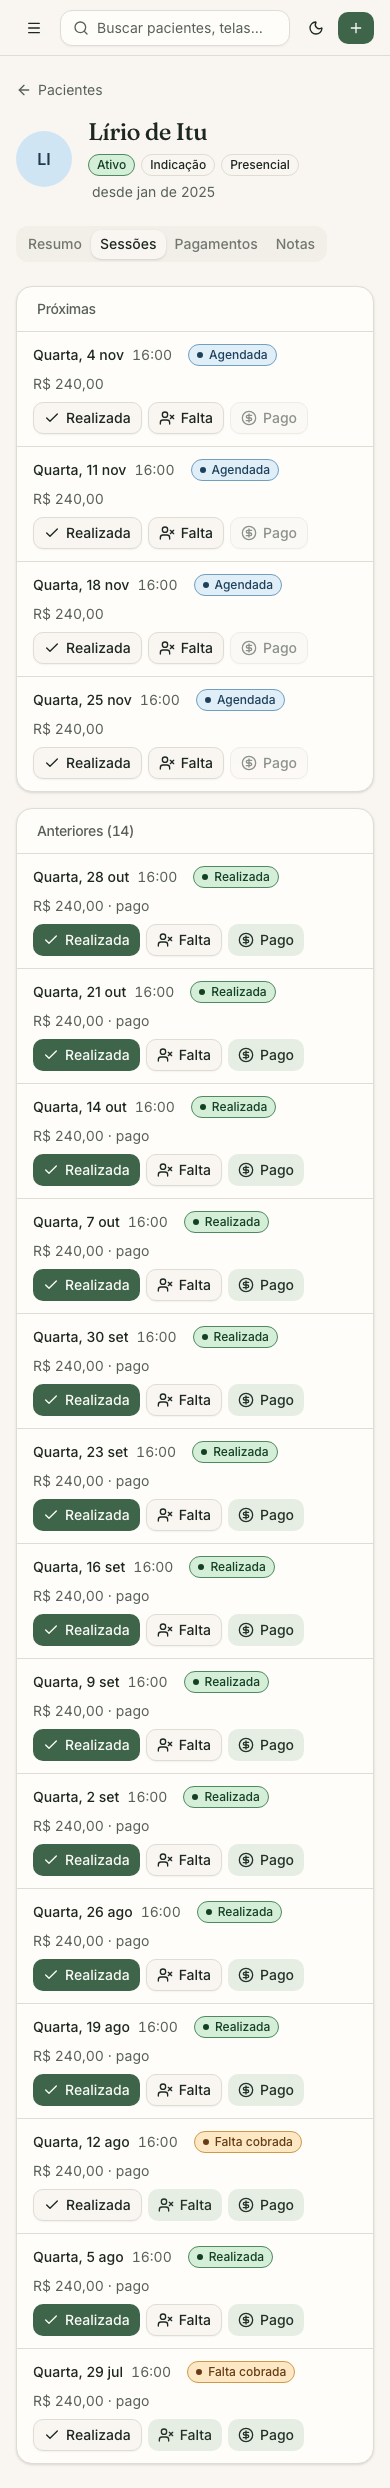 Buscar pacientes, telas...
Pacientes
LI
Lírio de Itu
Ativo Indicação Presencial
desde jan de 2025
Resumo Sessões Pagamentos Notas
Próximas
Quarta, 4 nov 16:00 Agendada
R$ 240,00
Realizada Falta Pago
Quarta, 11 nov 16:00 Agendada
R$ 240,00
Realizada Falta Pago
Quarta, 18 nov 16:00 Agendada
R$ 240,00
Realizada Falta Pago
Quarta, 25 nov 16:00 Agendada
R$ 240,00
Realizada Falta Pago
Anteriores (14)
Quarta, 28 out 16:00 Realizada
R$ 240,00 · pago
Realizada Falta Pago
Quarta, 21 out 16:00 Realizada
R$ 240,00 · pago
Realizada Falta Pago
Quarta, 14 out 16:00 Realizada
R$ 240,00 · pago
Realizada Falta Pago
Quarta, 7 out 16:00 Realizada
R$ 240,00 · pago
Realizada Falta Pago
Quarta, 30 set 16:00 Realizada
R$ 240,00 · pago
Realizada Falta Pago
Quarta, 23 set 16:00 Realizada
R$ 240,00 · pago
Realizada Falta Pago
Quarta, 16 set 16:00 Realizada
R$ 240,00 · pago
Realizada Falta Pago
Quarta, 9 set 16:00 Realizada
R$ 240,00 · pago
Realizada Falta Pago
Quarta, 2 set 16:00 Realizada
R$ 240,00 · pago
Realizada Falta Pago
Quarta, 26 ago 16:00 Realizada
R$ 240,00 · pago
Realizada Falta Pago
Quarta, 19 ago 16:00 Realizada
R$ 240,00 · pago
Realizada Falta Pago
Quarta, 12 ago 16:00 Falta cobrada
R$ 240,00 · pago
Realizada Falta Pago
Quarta, 5 ago 16:00 Realizada
R$ 240,00 · pago
Realizada Falta Pago
Quarta, 29 jul 16:00 Falta cobrada
R$ 240,00 · pago
Realizada Falta Pago